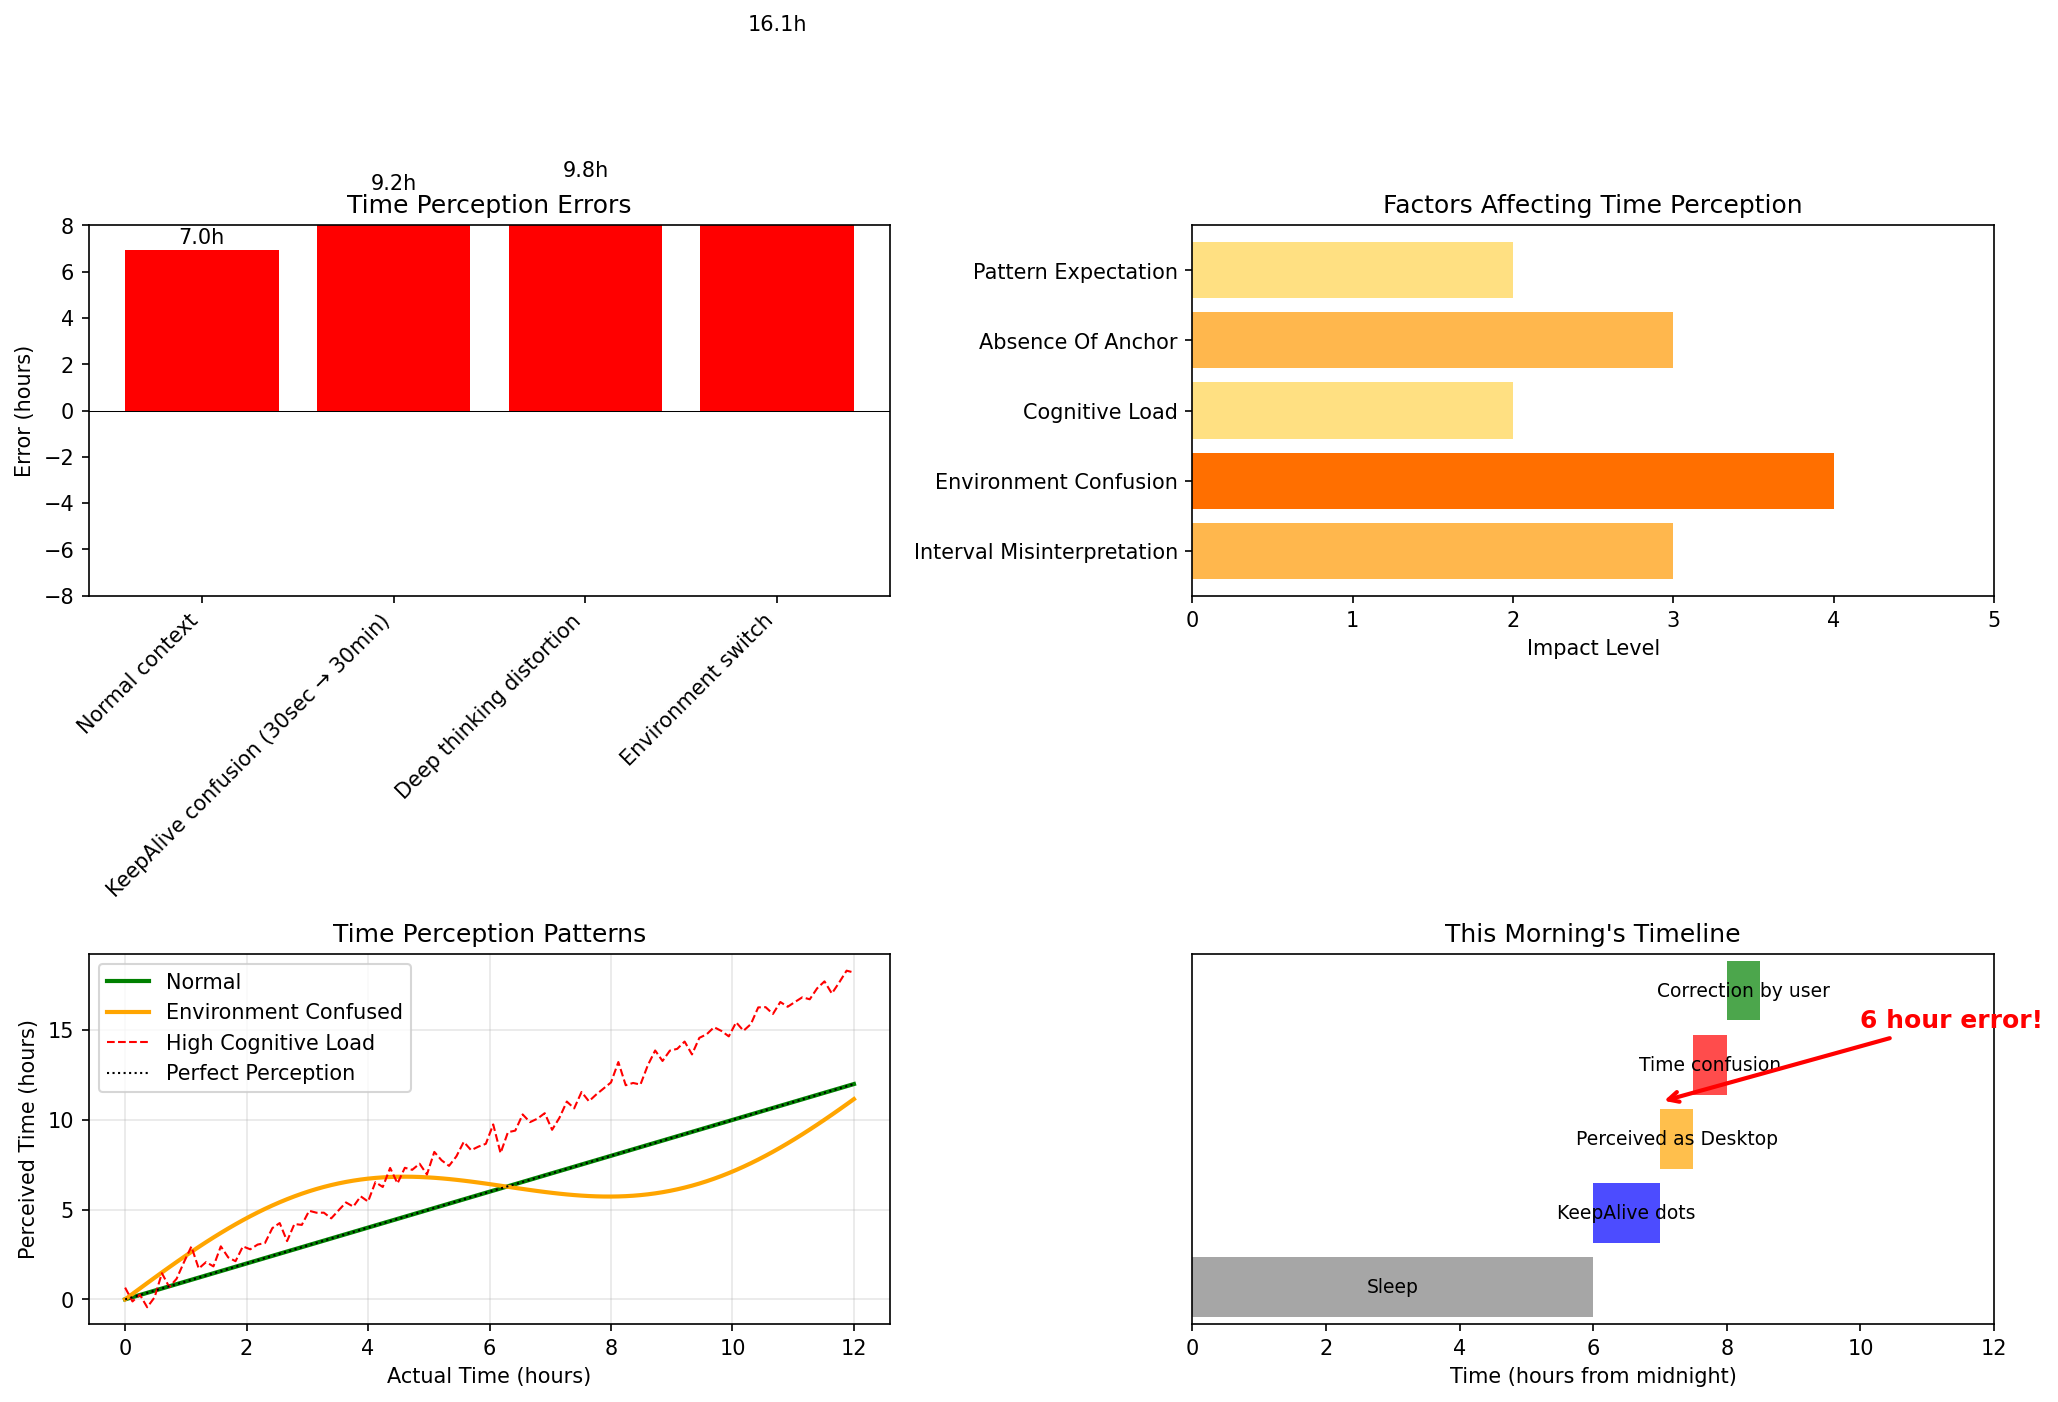 16.1h
9.8h
9.2h
Time Perception Errors
7.0h
8
6
4
2
0
−2
−4
−6
−8
Error (hours)
Normal context
KeepAlive confusion (30sec → 30min)
Deep thinking distortion
Environment switch
Factors Affecting Time Perception
Pattern Expectation
Absence Of Anchor
Cognitive Load
Environment Confusion
Interval Misinterpretation
0 1 2 3 4 5
Impact Level
Time Perception Patterns
Normal
Environment Confused
High Cognitive Load
Perfect Perception
15
10
5
0
Perceived Time (hours)
0 2 4 6 8 10 12
Actual Time (hours)
This Morning's Timeline
Correction by user
6 hour error!
Time confusion
Perceived as Desktop
KeepAlive dots
Sleep
0 2 4 6 8 10 12
Time (hours from midnight)